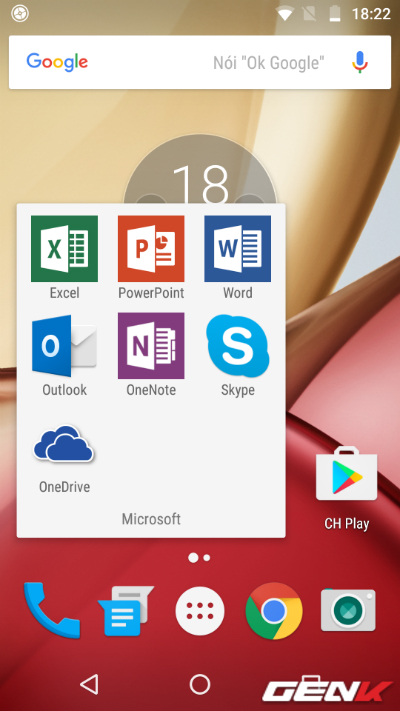 18:22
Google
Nói "Ok Google"
18
Excel
PowerPoint
Word
Outlook
OneNote
Skype
OneDrive
Microsoft
CH Play
GENK